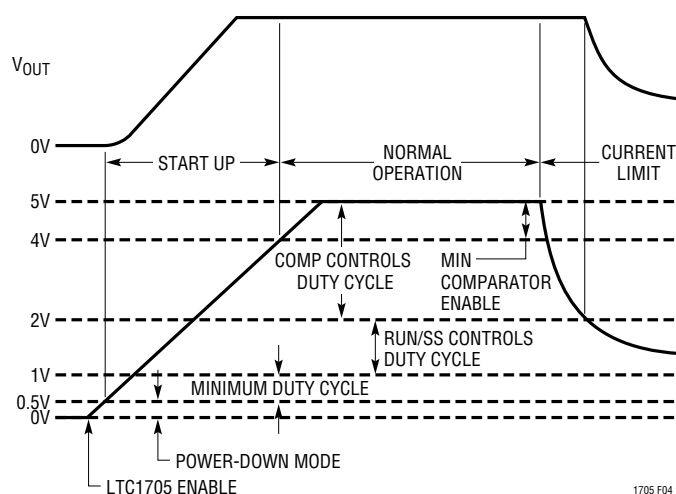 VOUT
0V
START UP
NORMAL
OPERATION
CURRENT
LIMIT
5V
4V
COMP CONTROLS
DUTY CYCLE
MIN
COMPARATOR
ENABLE
2V
RUN/SS CONTROLS
DUTY CYCLE
1V
MINIMUM DUTY CYCLE
0.5V
0V
POWER-DOWN MODE
LTC1705 ENABLE
1705 F04